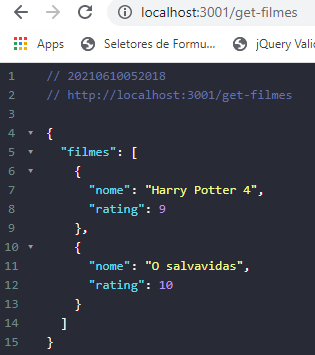 localhost:3001/get-filmes
Apps Seletores de Formu... jQuery Valid
1 // 20210610052018
2 // http://localhost:3001/get-filmes
3
4 {
5 "filmes": [
6 {
7 "nome": "Harry Potter 4",
8 "rating": 9
9 },
10 {
11 "nome": "O salvavidas",
12 "rating": 10
13 }
14 ]
15 }